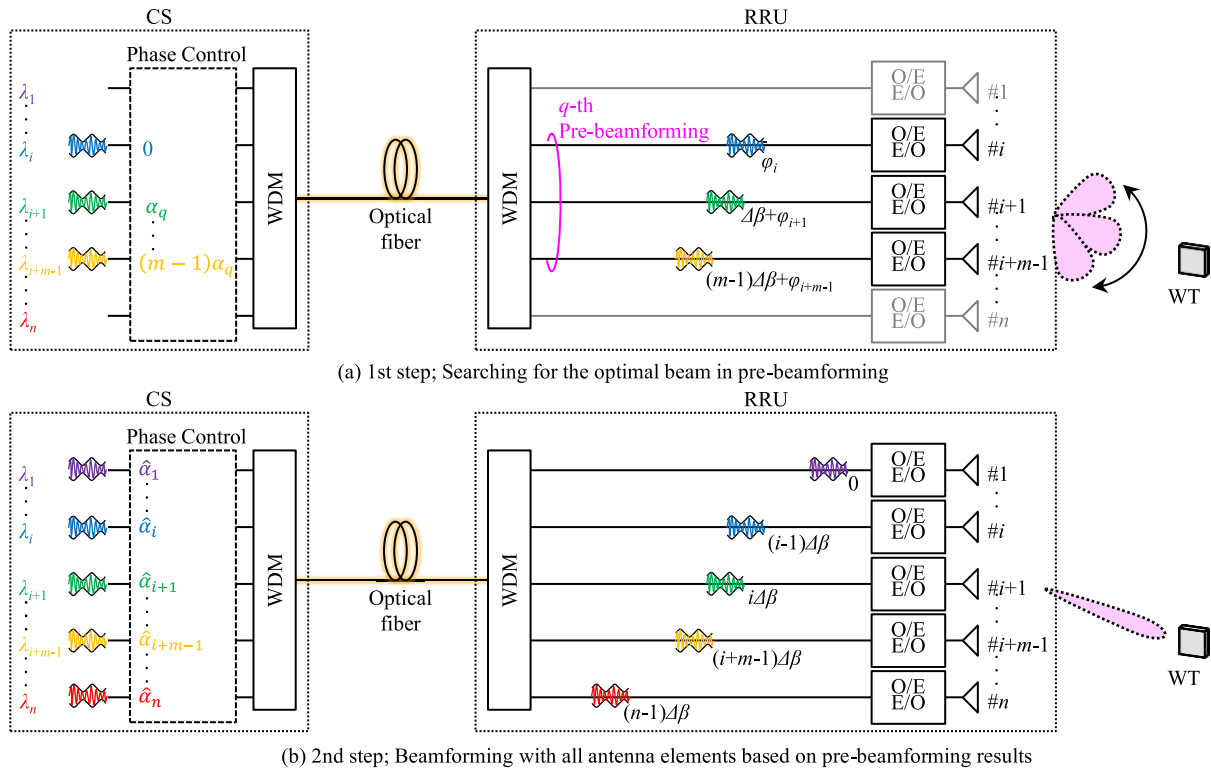 CS
RRU
Phase Control
λ1
λi
0
λi+1
αq
λi+m-1
(m − 1)αq
λn
WDM
Optical
fiber
WDM
q-th
Pre-beamforming
φi
Δβ+φi+1
(m-1)Δβ+φi+m-1
O/E
E/O
#1
O/E
E/O
#i
O/E
E/O
#i+1
O/E
E/O
#i+m-1
O/E
E/O
#n
WT
(a) 1st step; Searching for the optimal beam in pre-beamforming
CS
RRU
Phase Control
λ1
α̂1
λi
α̂i
λi+1
α̂i+1
λi+m-1
α̂i+m−1
λn
α̂n
WDM
Optical
fiber
WDM
0
(i-1)Δβ
iΔβ
(i+m-1)Δβ
(n-1)Δβ
O/E
E/O
#1
O/E
E/O
#i
O/E
E/O
#i+1
O/E
E/O
#i+m-1
O/E
E/O
#n
WT
(b) 2nd step; Beamforming with all antenna elements based on pre-beamforming results